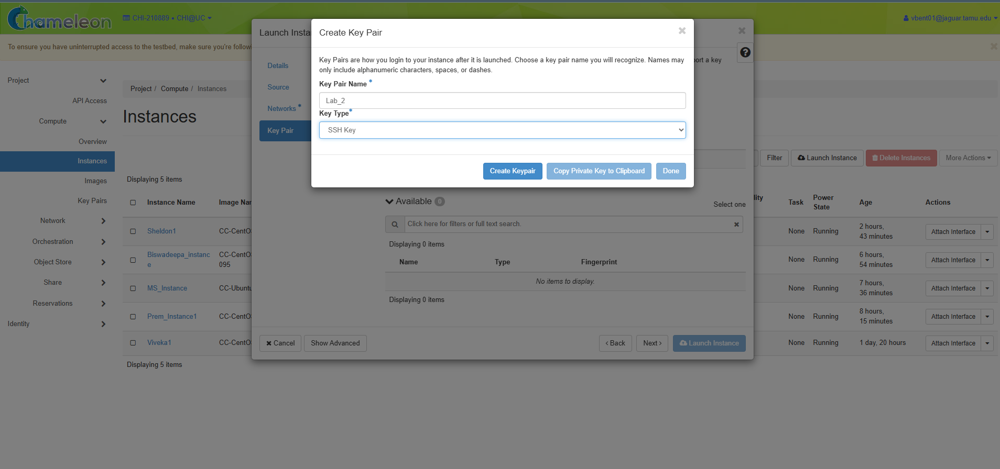 Chameleon
CHI-210889 • CHI@UC
vbent01@jaguar.tamu.edu
To ensure you have uninterrupted access to the testbed, make sure you're follow
Project
API Access
Compute
Overview
Instances
Images
Key Pairs
Network
Orchestration
Object Store
Share
Reservations
Identity
Project / Compute / Instances
Instances
Filter
Launch Instance
Delete Instances
More Actions
Displaying 5 items
Instance Name Image Nam
Task Power State Age Actions
Sheldon1 CC-CentO None Running 2 hours, 43 minutes Attach Interface
Biswadeepa_instance CC-CentO 095 None Running 6 hours, 54 minutes Attach Interface
MS_Instance CC-Ubuntu None Running 7 hours, 36 minutes Attach Interface
Prem_Instance1 CC-CentO None Running 8 hours, 15 minutes Attach Interface
Viveka1 CC-CentO None Running 1 day, 20 hours Attach Interface
Displaying 5 items
Launch Insta
Details
Source
Networks *
Key Pair
ort a key
Available 0
Select one
Click here for filters or full text search.
Displaying 0 items
Name Type Fingerprint
No items to display.
Displaying 0 items
Cancel
Show Advanced
< Back
Next >
Launch Instance
Create Key Pair
Key Pairs are how you login to your instance after it is launched. Choose a key pair name you will recognize. Names may
only include alphanumeric characters, spaces, or dashes.
Key Pair Name *
Lab_2
Key Type*
SSH Key
Create Keypair
Copy Private Key to Clipboard
Done